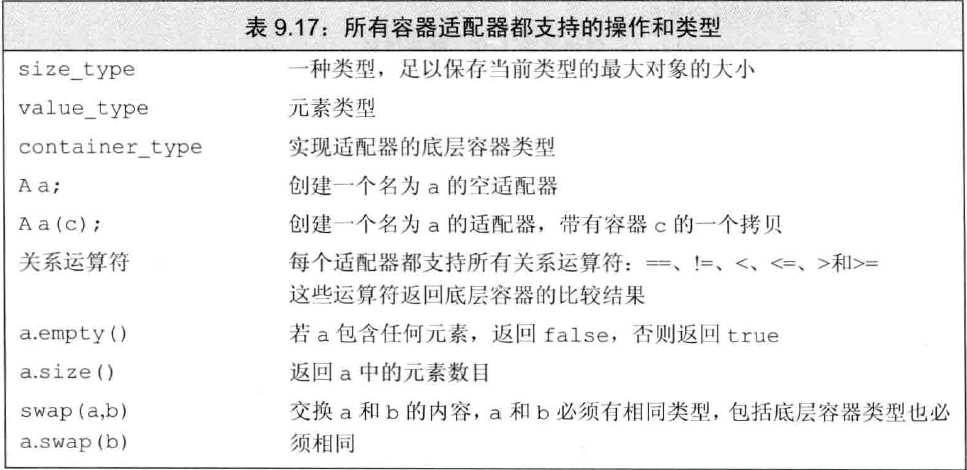 表 9.17：所有容器适配器都支持的操作和类型
size_type 一种类型，足以保存当前类型的最大对象的大小
value_type 元素类型
container_type 实现适配器的底层容器类型
A a; 创建一个名为 a 的空适配器
A a(c); 创建一个名为 a 的适配器，带有容器 c 的一个拷贝
关系运算符 每个适配器都支持所有关系运算符：==、!=、<、<=、>和>=
这些运算符返回底层容器的比较结果
a.empty() 若 a 包含任何元素，返回 false，否则返回 true
a.size() 返回 a 中的元素数目
swap(a,b) 交换 a 和 b 的内容，a 和 b 必须有相同类型，包括底层容器类型也必
a.swap(b) 须相同